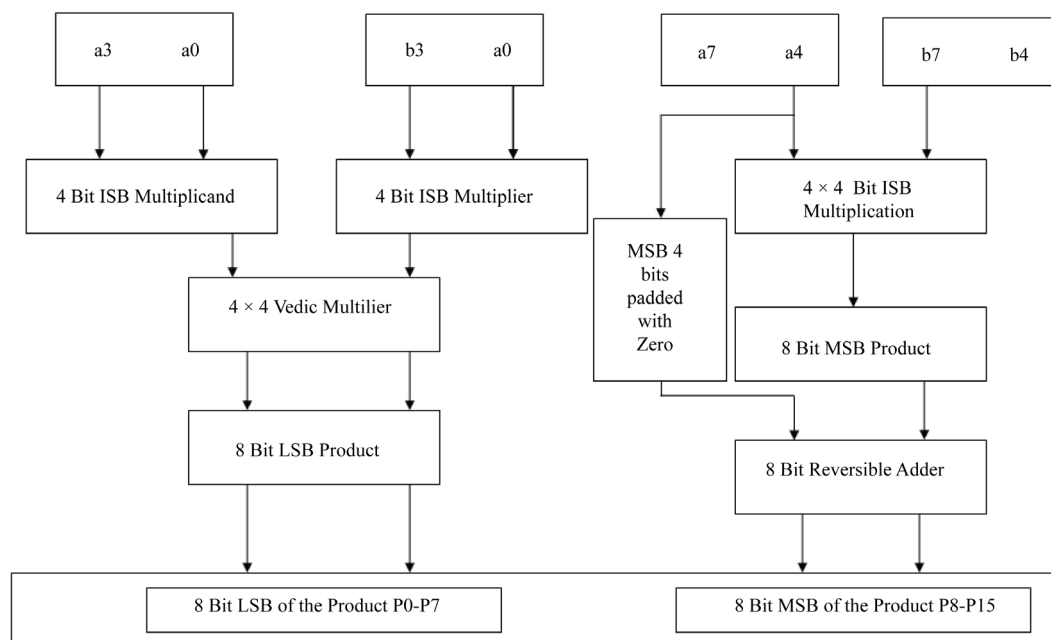 a3 a0
b3 a0
a7 a4
b7 b4
4 Bit ISB Multiplicand
4 Bit ISB Multiplier
4 × 4 Bit ISB
Multiplication
MSB 4
bits
padded
with
Zero
4 × 4 Vedic Multilier
8 Bit MSB Product
8 Bit LSB Product
8 Bit Reversible Adder
8 Bit LSB of the Product P0-P7
8 Bit MSB of the Product P8-P15